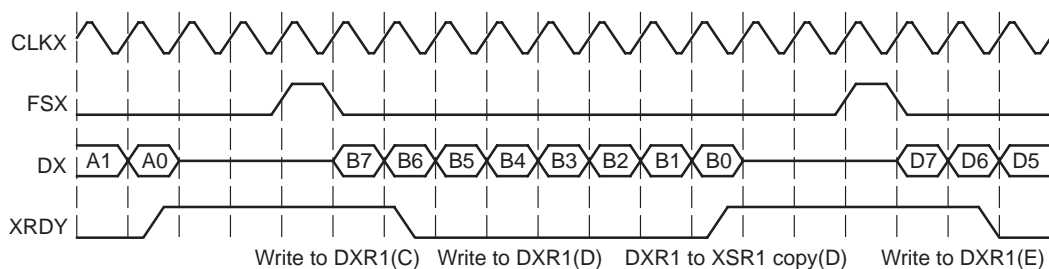 CLKX
FSX
DX A1 A0 B7 B6 B5 B4 B3 B2 B1 B0 D7 D6 D5
XRDY
Write to DXR1(C) Write to DXR1(D) DXR1 to XSR1 copy(D) Write to DXR1(E)